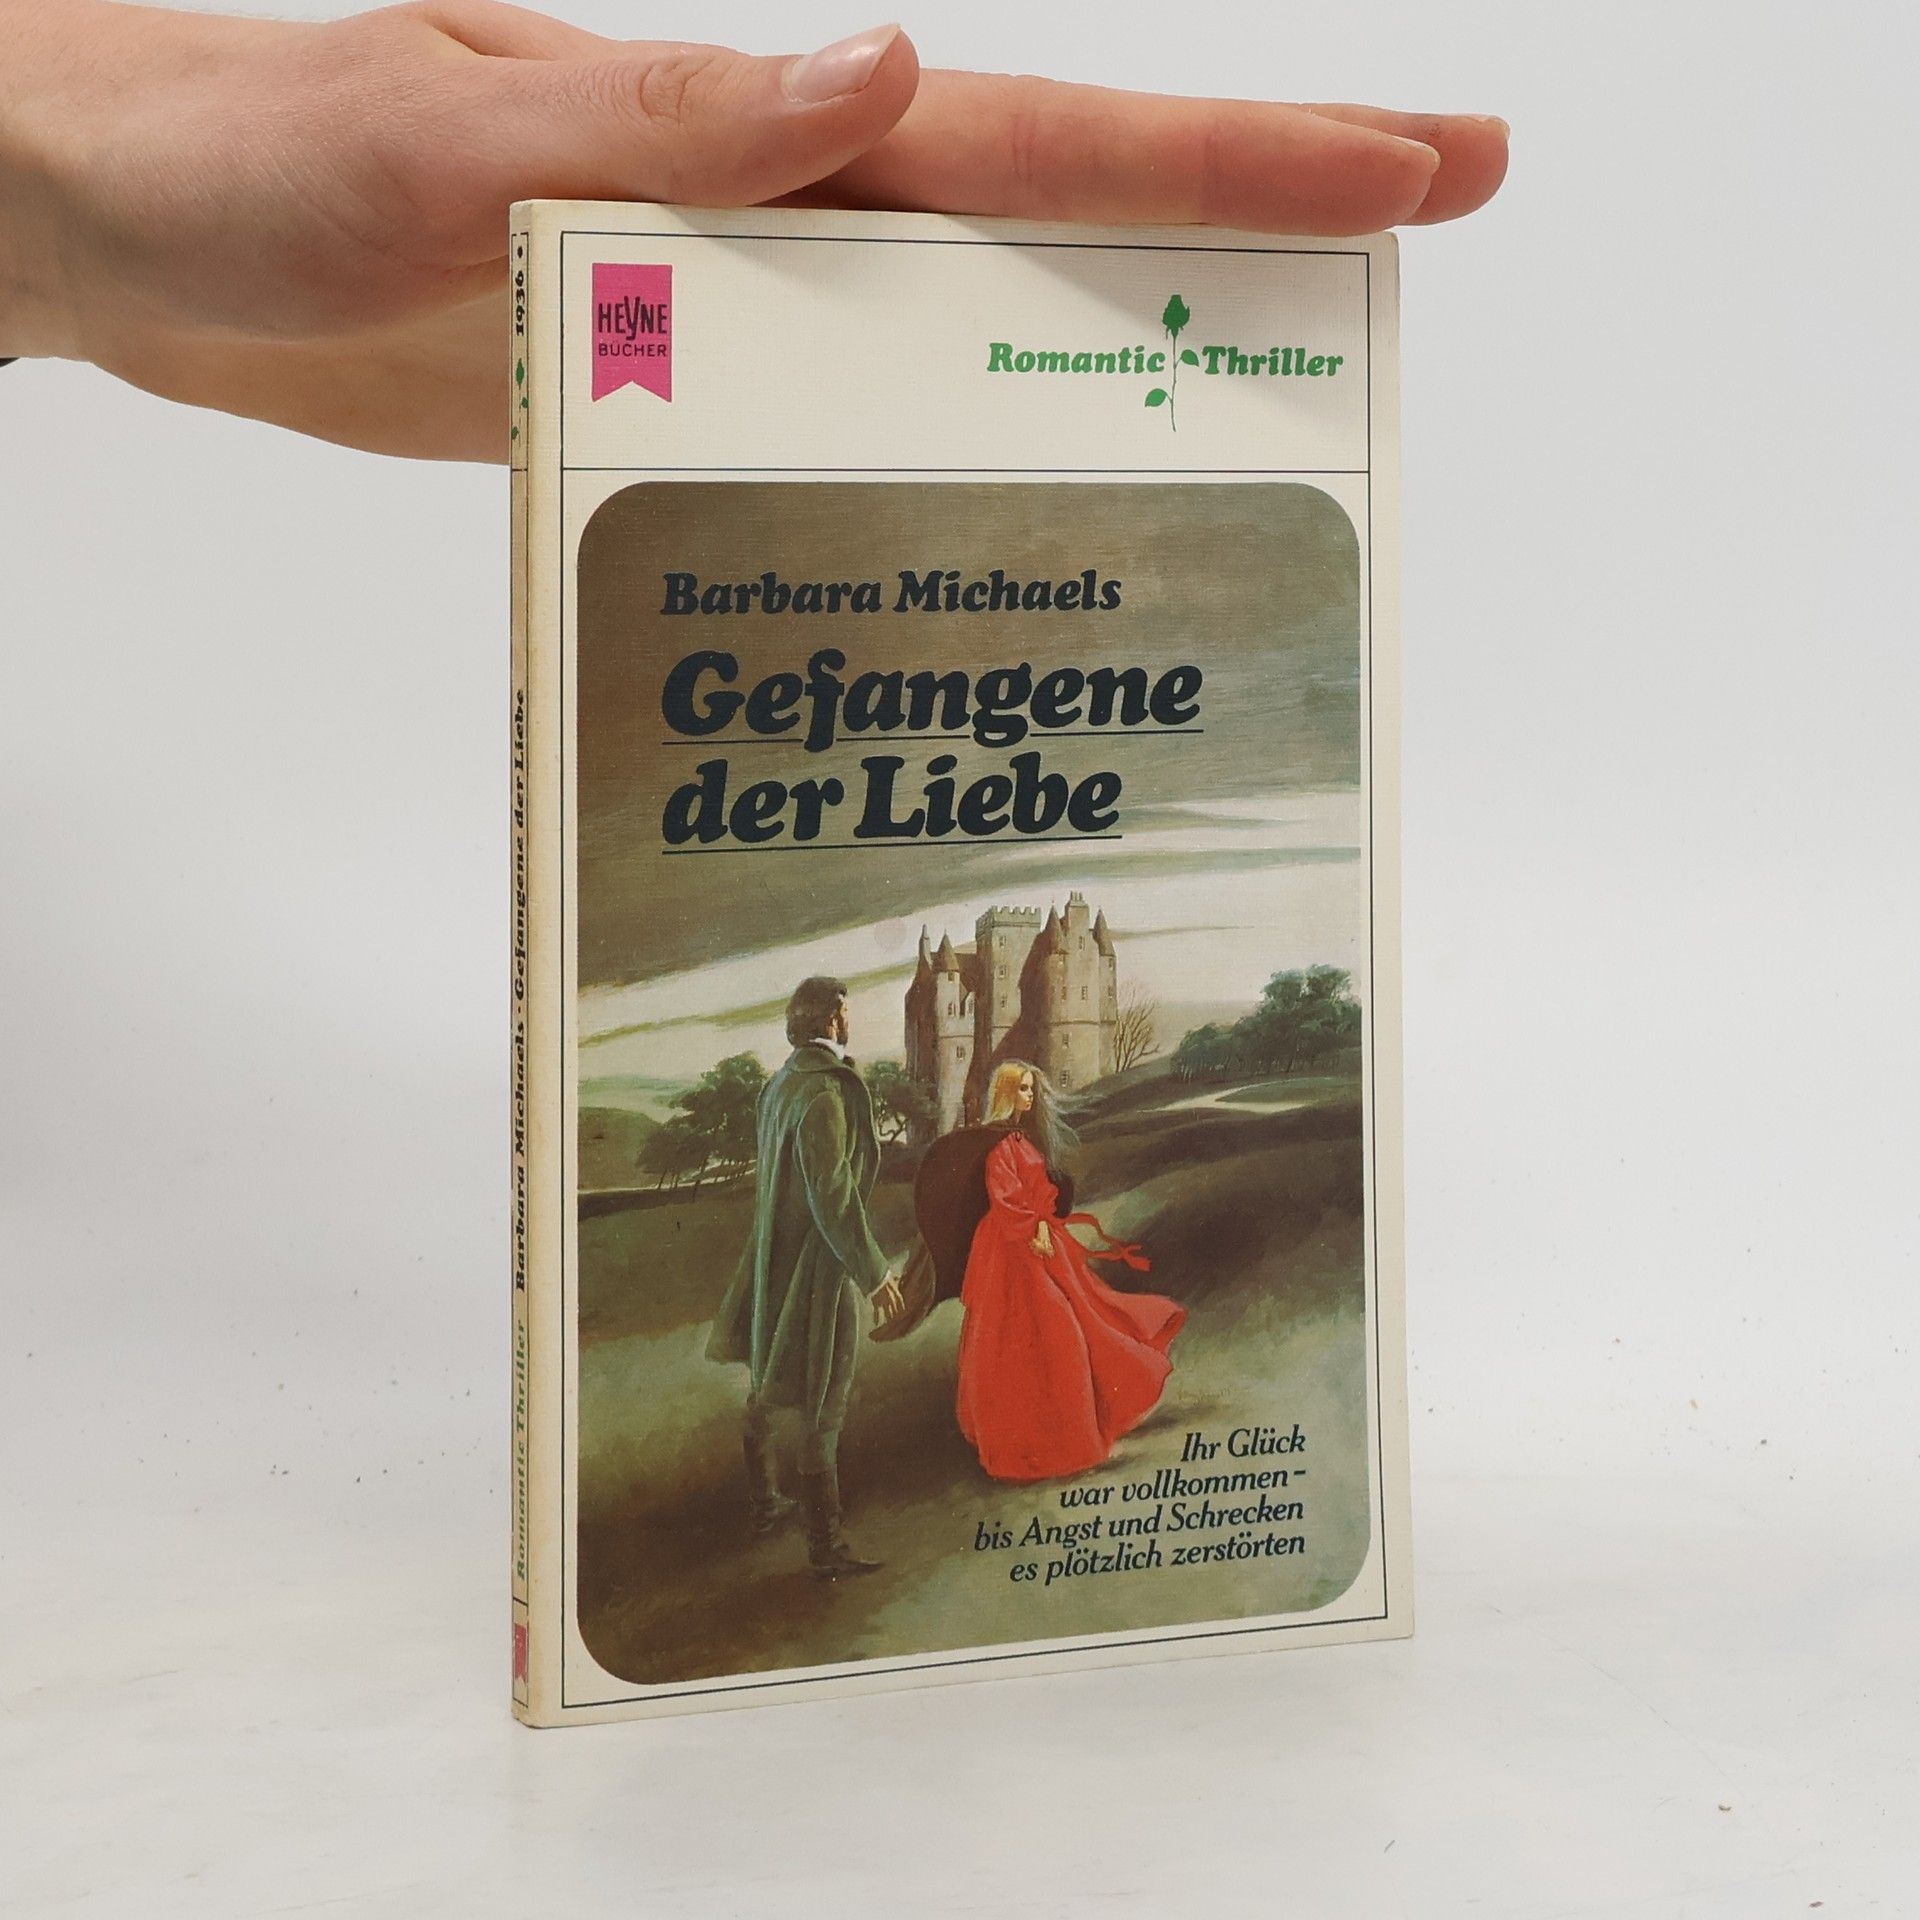 HEYNE
BÜCHER
Romantic Thriller
Barbara Michaels
Gefangene
der Liebe
Ihr Glück
war vollkommen-
bis Angst und Schrecken
es plötzlich zerstörten
1936 •
Romantic Thriller Barbara Michaels · Gefangene der Liebe